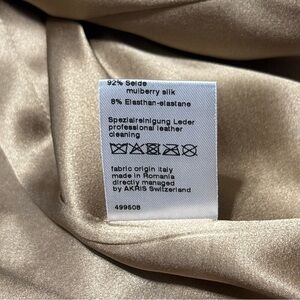 92% Seide
mulberry silk
8% Elasthan-elastane
Spezialreinigung Leder
professional leather
cleaning
fabric origin Italy
made in Romania
directly managed
by AKRIS Switzerland
499508